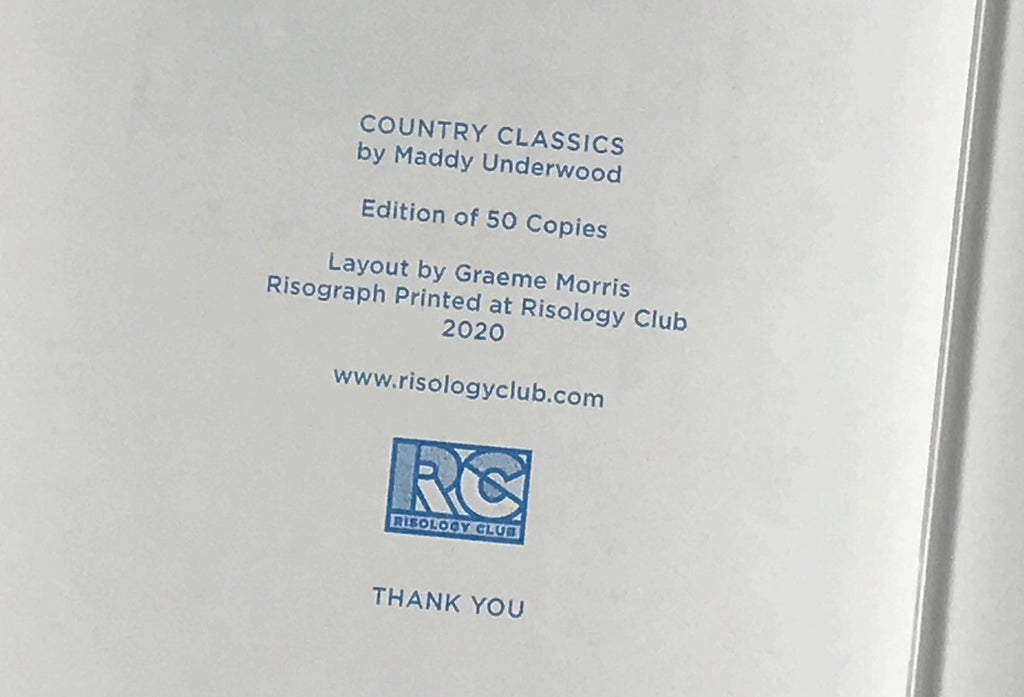 COUNTRY CLASSICS
by Maddy Underwood
Edition of 50 Copies
Layout by Graeme Morris
Risograph Printed at Risology Club
2020
www.risologyclub.com
RC
RISOLOGY CLUB
THANK YOU